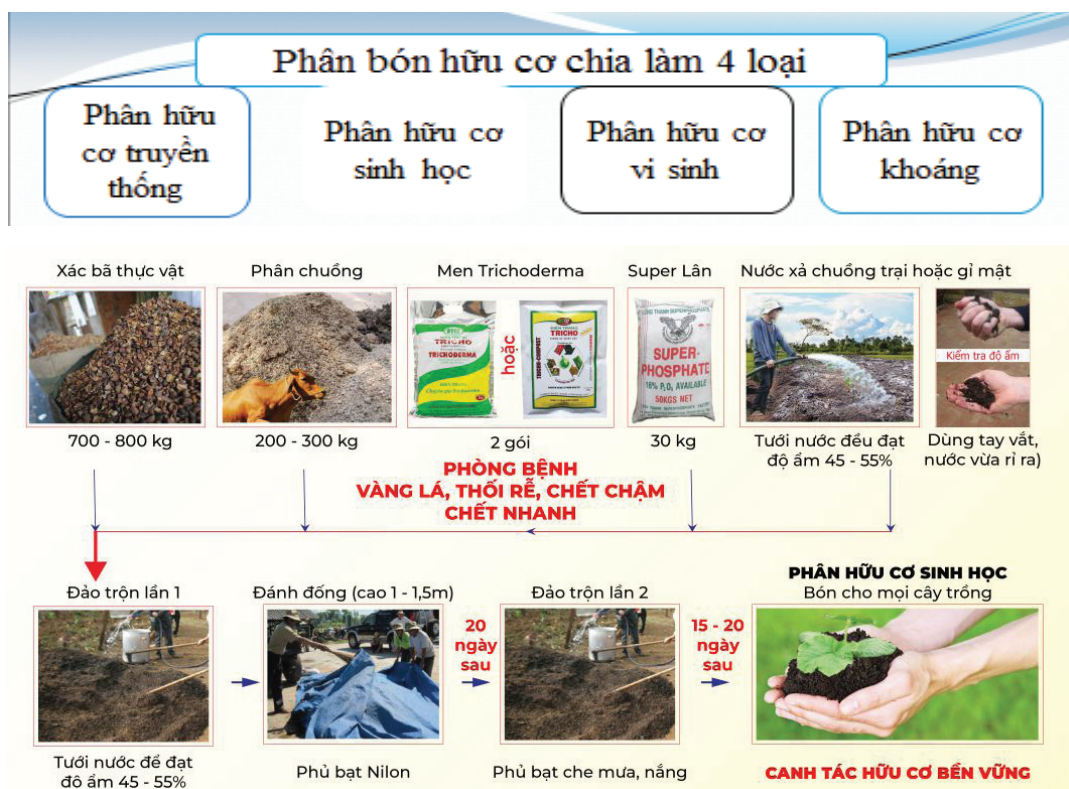 Phân bón hữu cơ chia làm 4 loại
Phân hữu
cơ truyền
thống
Phân hữu cơ
sinh học
Phân hữu cơ
vi sinh
Phân hữu cơ
khoáng
Xác bã thực vật
Phân chuồng
Men Trichoderma
Super Lân
Nước xả chuồng trại hoặc gỉ mật
TRICHO
TRICHODERMA
hoặc
TRICHO
SUPER-
PHOSPHATE
50KGS NET
Kiểm tra độ ẩm
700 - 800 kg
200 - 300 kg
2 gói
30 kg
Tưới nước đều đạt
độ ẩm 45 - 55%
Dùng tay vắt,
nước vừa rỉ ra)
PHÒNG BỆNH
VÀNG LÁ, THỐI RỄ, CHẾT CHẬM
CHẾT NHANH
Đảo trộn lần 1
Đánh đống (cao 1 - 1,5m)
Đảo trộn lần 2
PHÂN HỮU CƠ SINH HỌC
Bón cho mọi cây trồng
20
ngày
sau
15 - 20
ngày
sau
Tưới nước để đạt
độ ẩm 45 - 55%
Phủ bạt Nilon
Phủ bạt che mưa, nắng
CANH TÁC HỮU CƠ BỀN VỮNG